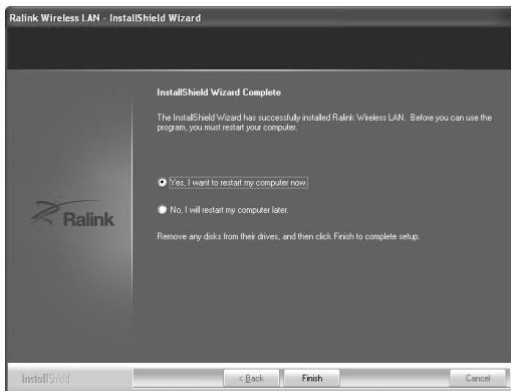 Ralink Wireless LAN - InstallShield Wizard
InstallShield Wizard Complete
The InstallShield Wizard has successfully installed Ralink Wireless LAN. Before you can use the
program, you must restart your computer.
Yes, I want to restart my computer now.
No, I will restart my computer later.
Ralink
Remove any disks from their drives, and then click Finish to complete setup.
InstallShield
< Back
Finish
Cancel